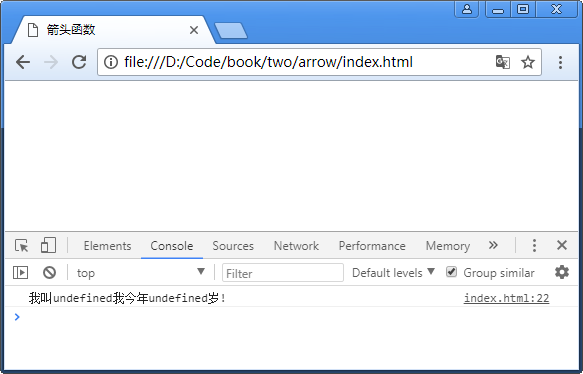 箭头函数
file:///D:/Code/book/two/arrow/index.html
Elements Console Sources Network Performance Memory
top Filter Default levels Group similar
我叫undefined我今年undefined岁! index.html:22